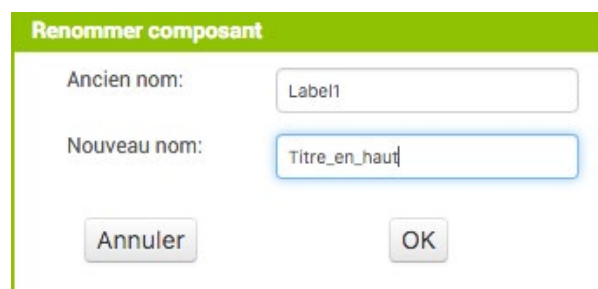 Renommer composant
Ancien nom: Label1
Nouveau nom: Titre_en_haut
Annuler OK